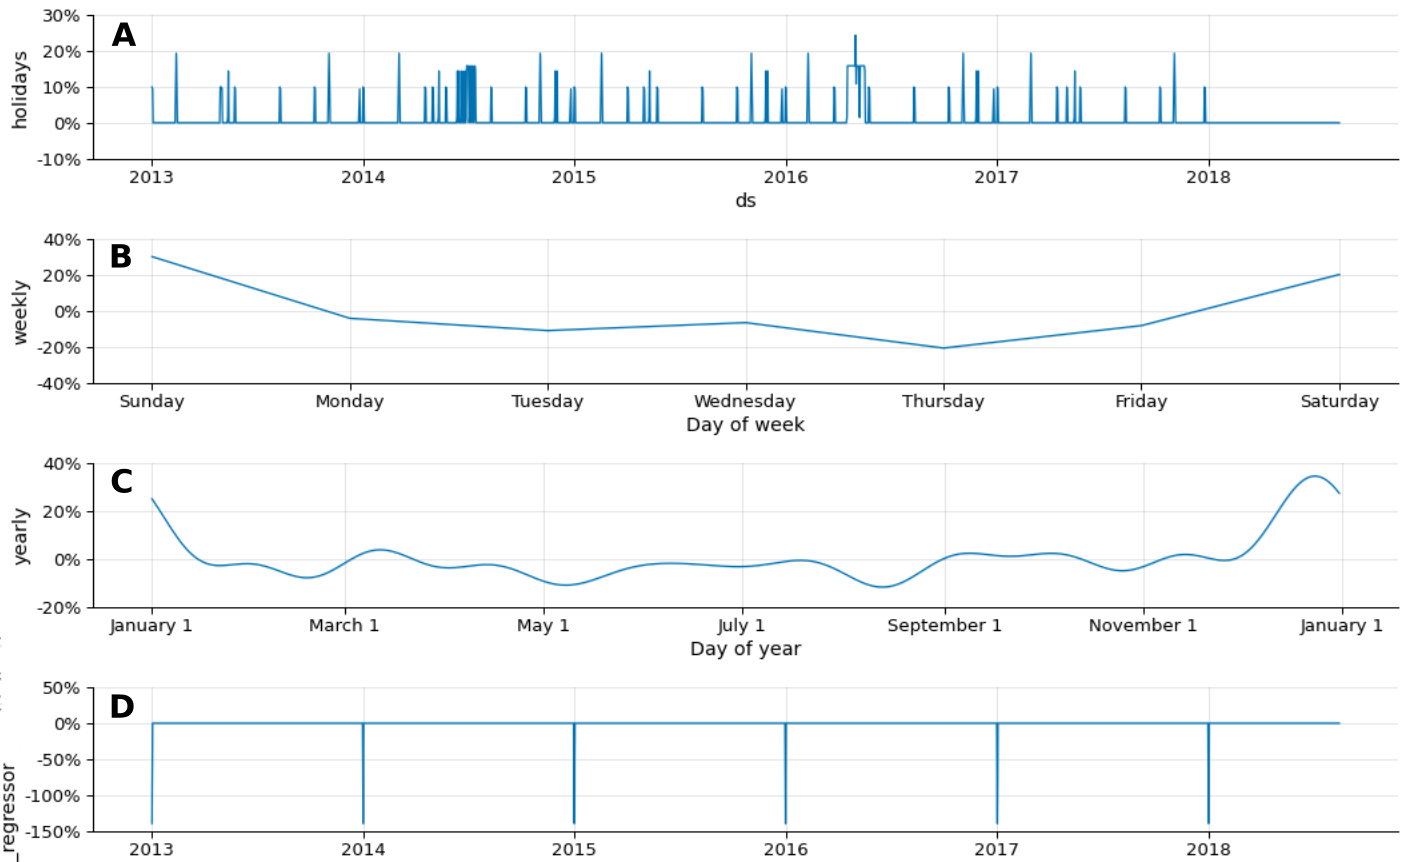 A
holidays
30%
20%
10%
0%
-10%
2013 2014 2015 2016 2017 2018
ds
B
weekly
40%
20%
0%
-20%
-40%
Sunday Monday Tuesday Wednesday Thursday Friday Saturday
Day of week
C
yearly
40%
20%
0%
-20%
January 1 March 1 May 1 July 1 September 1 November 1 January 1
Day of year
D
_regressor
50%
0%
-50%
-100%
-150%
2013 2014 2015 2016 2017 2018